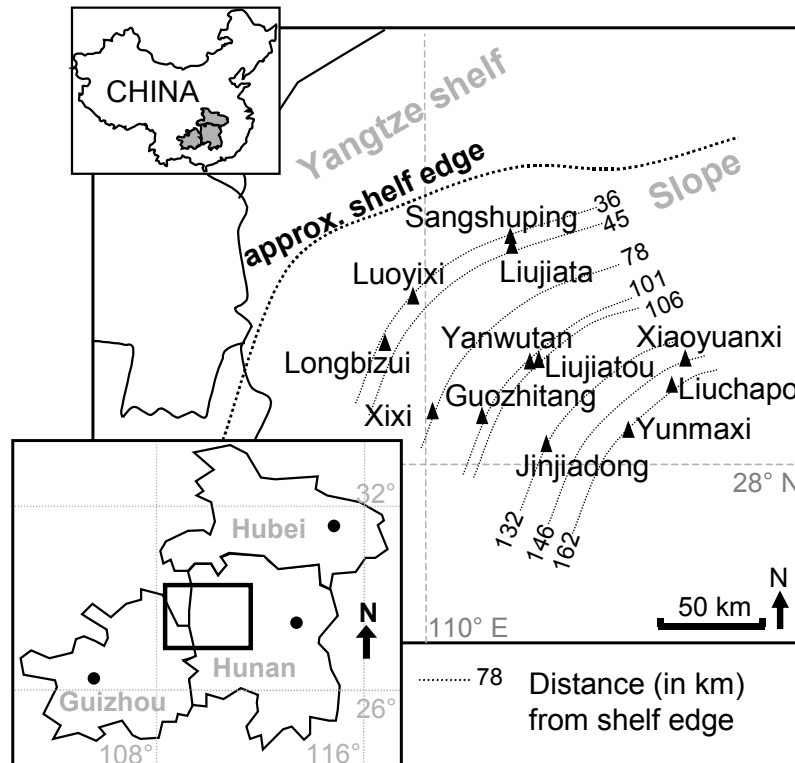 CHINA
Yangtze shelf
approx. shelf edge
Slope
36
45
78
101
106
Sangshuping
Liujiata
Luoyixi
Longbizui
Yanwutan
Xiaoyuanxi
Liujiatou
Guozhitang
Liuchapo
Xixi
Yunmaxi
Jinjiadong
28° N
132
146
162
N
50 km
110° E
32°
Hubei
N
Hunan
Guizhou
26°
108°
116°
78 Distance (in km)
from shelf edge